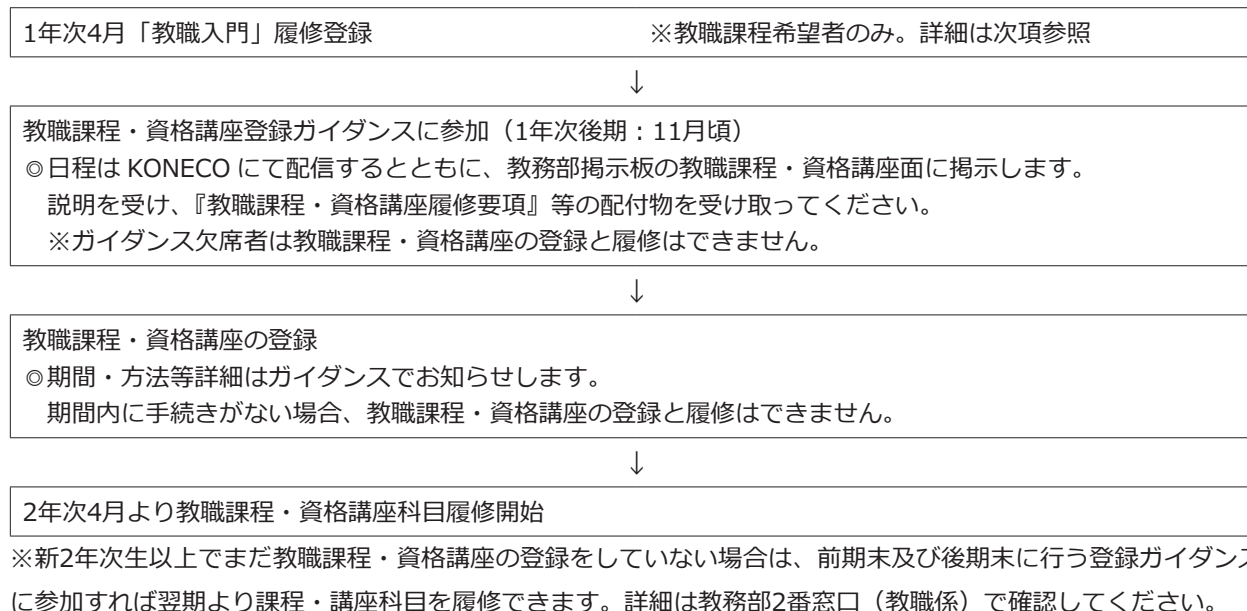 1年次4月「教職入門」履修登録 ※教職課程希望者のみ。詳細は次項参照
↓
教職課程・資格講座登録ガイダンスに参加（1年次後期：11月頃）
◎日程は KONECO にて配信するとともに、教務部掲示板の教職課程・資格講座面に掲示します。
説明を受け、『教職課程・資格講座履修要項』等の配付物を受け取ってください。
※ガイダンス欠席者は教職課程・資格講座の登録と履修はできません。
↓
教職課程・資格講座の登録
◎期間・方法等詳細はガイダンスでお知らせします。
期間内に手続きがない場合、教職課程・資格講座の登録と履修はできません。
↓
2年次4月より教職課程・資格講座科目履修開始
※新2年次生以上でまだ教職課程・資格講座の登録をしていない場合は、前期末及び後期末に行う登録ガイダンス
に参加すれば翌期より課程・講座科目を履修できます。詳細は教務部2番窓口（教職係）で確認してください。